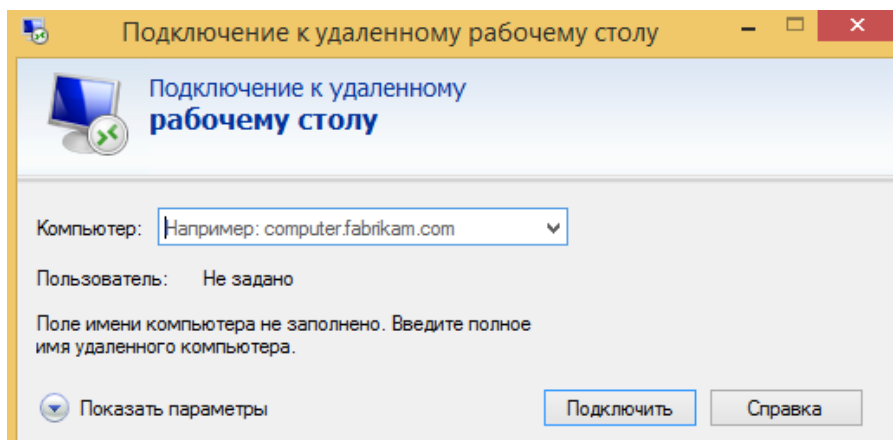 Подключение к удаленному рабочему столу
Подключение к удаленному
рабочему столу
Компьютер: Например: computer.fabrikam.com
Пользователь: Не задано
Поле имени компьютера не заполнено. Введите полное
имя удаленного компьютера.
Показать параметры Подключить Справка